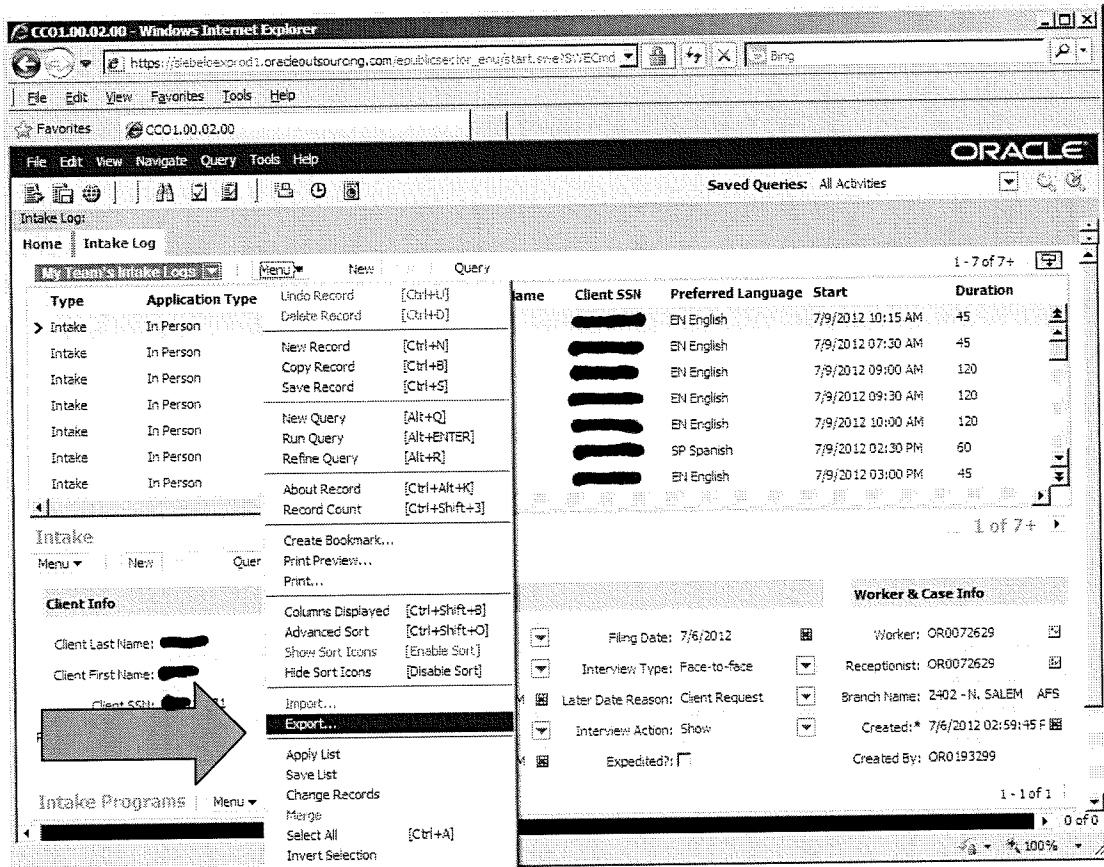 CCO1.00.02.00 - Windows Internet Explorer
https://siebelcexprod1.oracleoutsourcing.com/epublicsector_enu/start.swe?SWECmd
Bing
File Edit View Favorites Tools Help
Favorites CCO1.00.02.00
File Edit View Navigate Query Tools Help ORACLE
Saved Queries: All Activities
Intake Log:
Home Intake Log
My Team's Intake Logs Menu New Query 1 - 7 of 7+
Type Application Type Name Client SSN Preferred Language Start Duration
> Intake In Person EN English 7/9/2012 10:15 AM 45
Intake In Person EN English 7/9/2012 07:30 AM 45
Intake In Person EN English 7/9/2012 09:00 AM 120
Intake In Person EN English 7/9/2012 09:30 AM 120
Intake In Person EN English 7/9/2012 10:00 AM 120
Intake In Person SP Spanish 7/9/2012 02:30 PM 60
Intake In Person EN English 7/9/2012 03:00 PM 45
Undo Record [Ctrl+U]
Delete Record [Ctrl+D]
New Record [Ctrl+N]
Copy Record [Ctrl+B]
Save Record [Ctrl+S]
New Query [Alt+Q]
Run Query [Alt+ENTER]
Refine Query [Alt+R]
About Record [Ctrl+Alt+K]
Record Count [Ctrl+Shift+3]
Create Bookmark...
Print Preview...
Print...
Columns Displayed [Ctrl+Shift+B]
Advanced Sort [Ctrl+Shift+O]
Show Sort Icons [Enable Sort]
Hide Sort Icons [Disable Sort]
Import...
Export...
Apply List
Save List
Change Records
Merge
Select All [Ctrl+A]
Invert Selection
1 of 7+
Intake
Menu New Quer
Client Info Worker & Case Info
Client Last Name: Filing Date: 7/6/2012 Worker: OR0072629
Client First Name: Interview Type: Face-to-face Receptionist: OR0072629
Client SSN: Later Date Reason: Client Request Branch Name: 2402 - N. SALEM AFS
Interview Action: Show Created:* 7/6/2012 02:59:45 P
Expedited?: Created By: OR0193299
Intake Programs Menu 1 - 1 of 1
0 of 0
100%